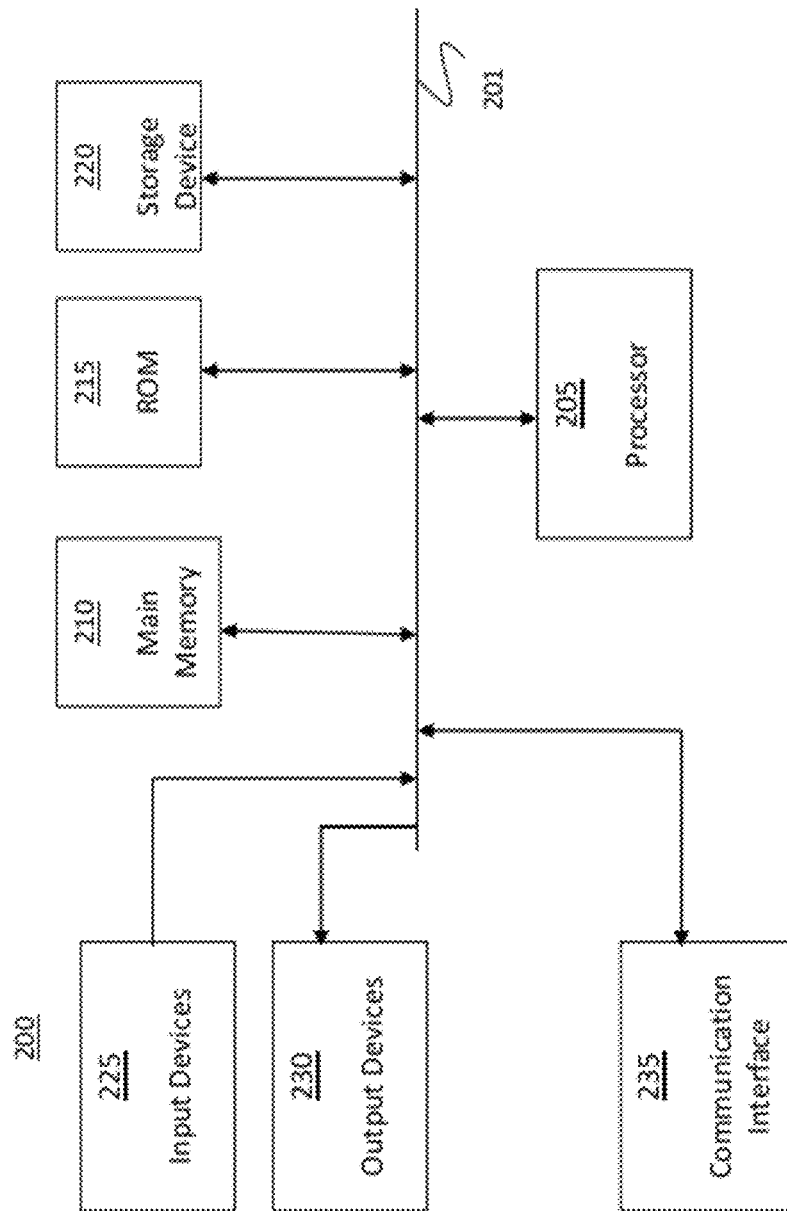 200
225
Input Devices
230
Output Devices
235
Communication
Interface
210
Main
Memory
215
ROM
220
Storage
Device
205
Processor
201